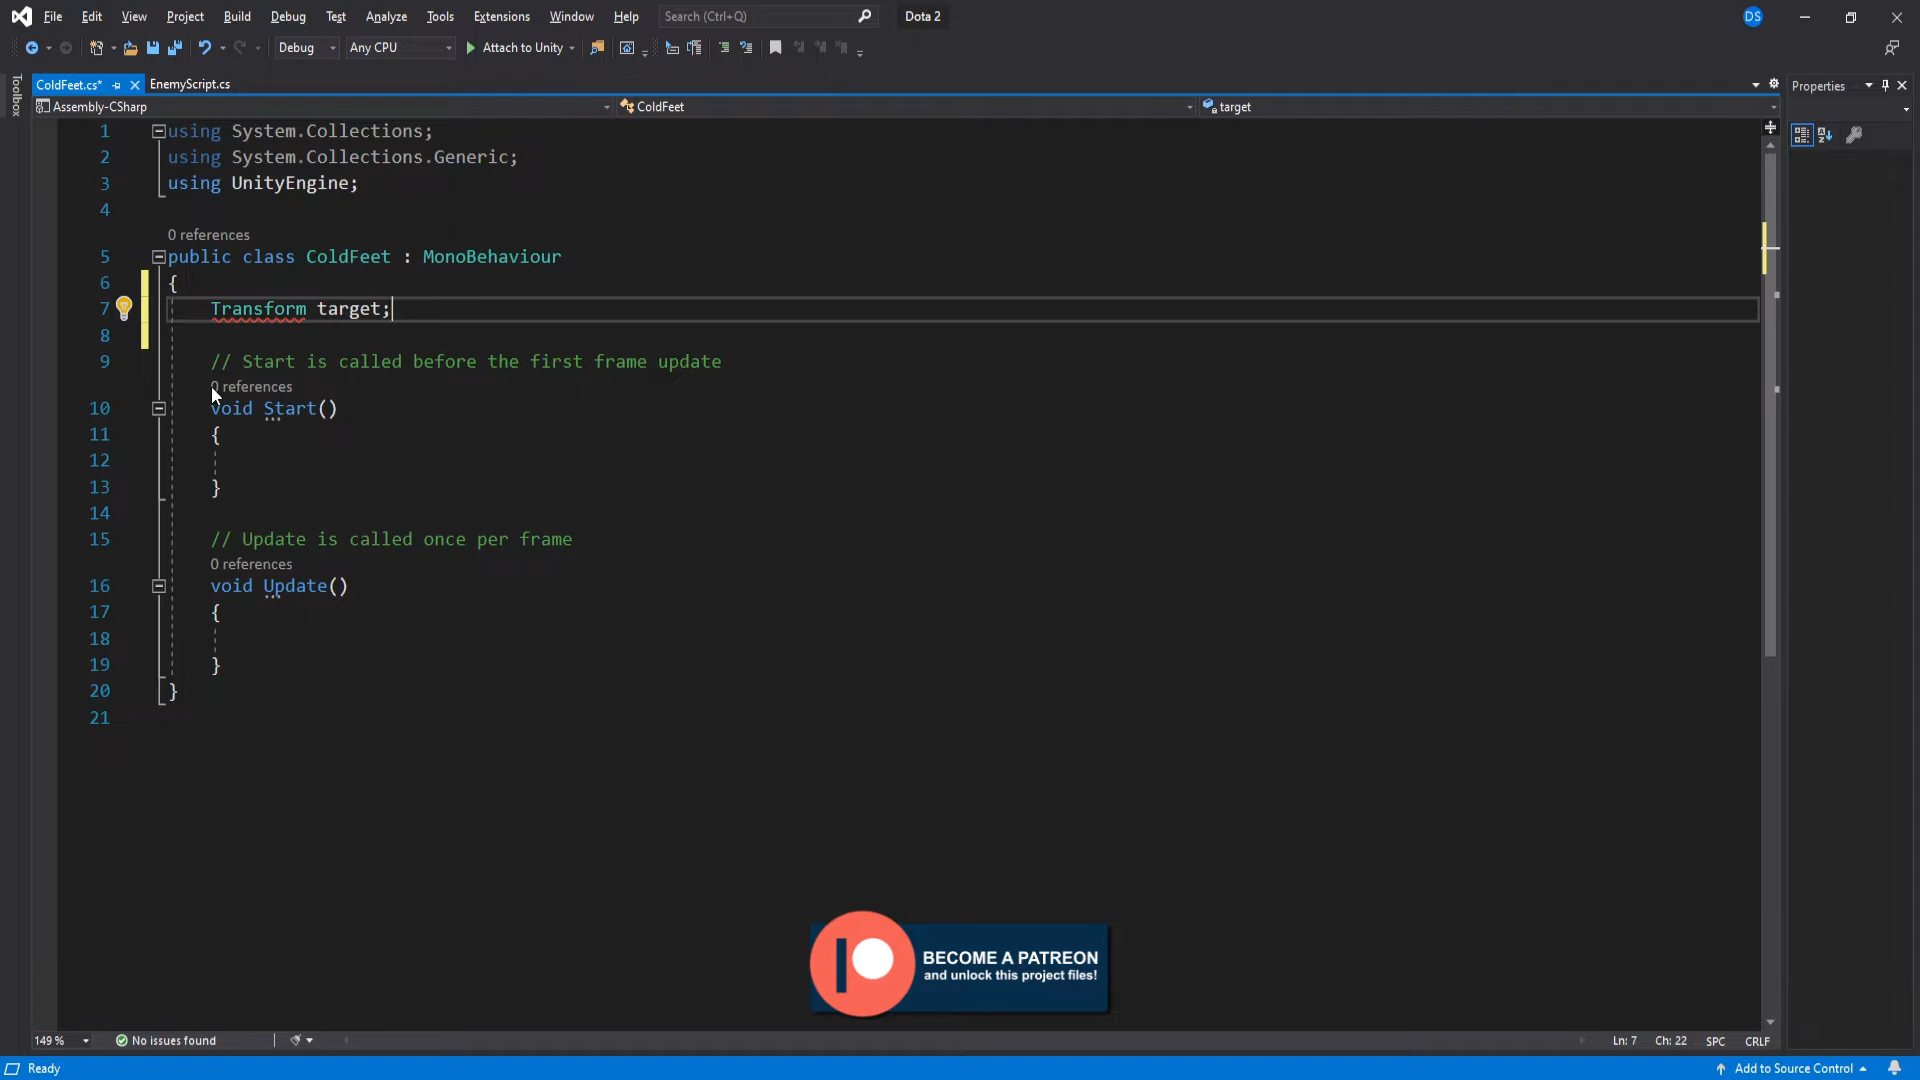 File Edit View Project Build Debug Test Analyze Tools Extensions Window Help Search (Ctrl+Q) Dota 2 DS
Debug Any CPU Attach to Unity
ColdFeet.cs* EnemyScript.cs
Properties
Toolbox
Assembly-CSharp ColdFeet target
1 using System.Collections;
2 using System.Collections.Generic;
3 using UnityEngine;
4
0 references
5 public class ColdFeet : MonoBehaviour
6 {
7 Transform target;
8
9 // Start is called before the first frame update
0 references
10 void Start()
11 {
12
13 }
14
15 // Update is called once per frame
0 references
16 void Update()
17 {
18
19 }
20 }
21
BECOME A PATREON
and unlock this project files!
149 % No issues found Ln: 7 Ch: 22 SPC CRLF
Ready Add to Source Control